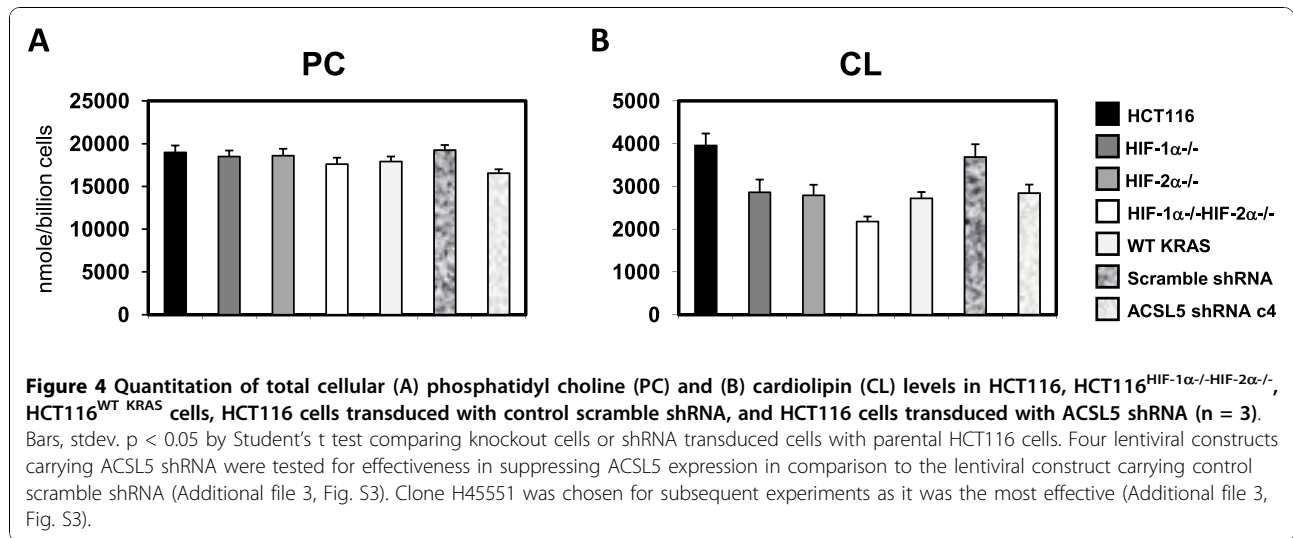 A
PC
nmole/billion cells
25000
20000
15000
10000
5000
0
B
CL
5000
4000
3000
2000
1000
0
HCT116
HIF-1α-/-
HIF-2α-/-
HIF-1α-/-HIF-2α-/-
WT KRAS
Scramble shRNA
ACSL5 shRNA c4
Figure 4 Quantitation of total cellular (A) phosphatidyl choline (PC) and (B) cardiolipin (CL) levels in HCT116, HCT116HIF-1α-/-HIF-2α-/-,
HCT116WT KRAS cells, HCT116 cells transduced with control scramble shRNA, and HCT116 cells transduced with ACSL5 shRNA (n = 3).
Bars, stdev. p < 0.05 by Student's t test comparing knockout cells or shRNA transduced cells with parental HCT116 cells. Four lentiviral constructs
carrying ACSL5 shRNA were tested for effectiveness in suppressing ACSL5 expression in comparison to the lentiviral construct carrying control
scramble shRNA (Additional file 3, Fig. S3). Clone H45551 was chosen for subsequent experiments as it was the most effective (Additional file 3,
Fig. S3).